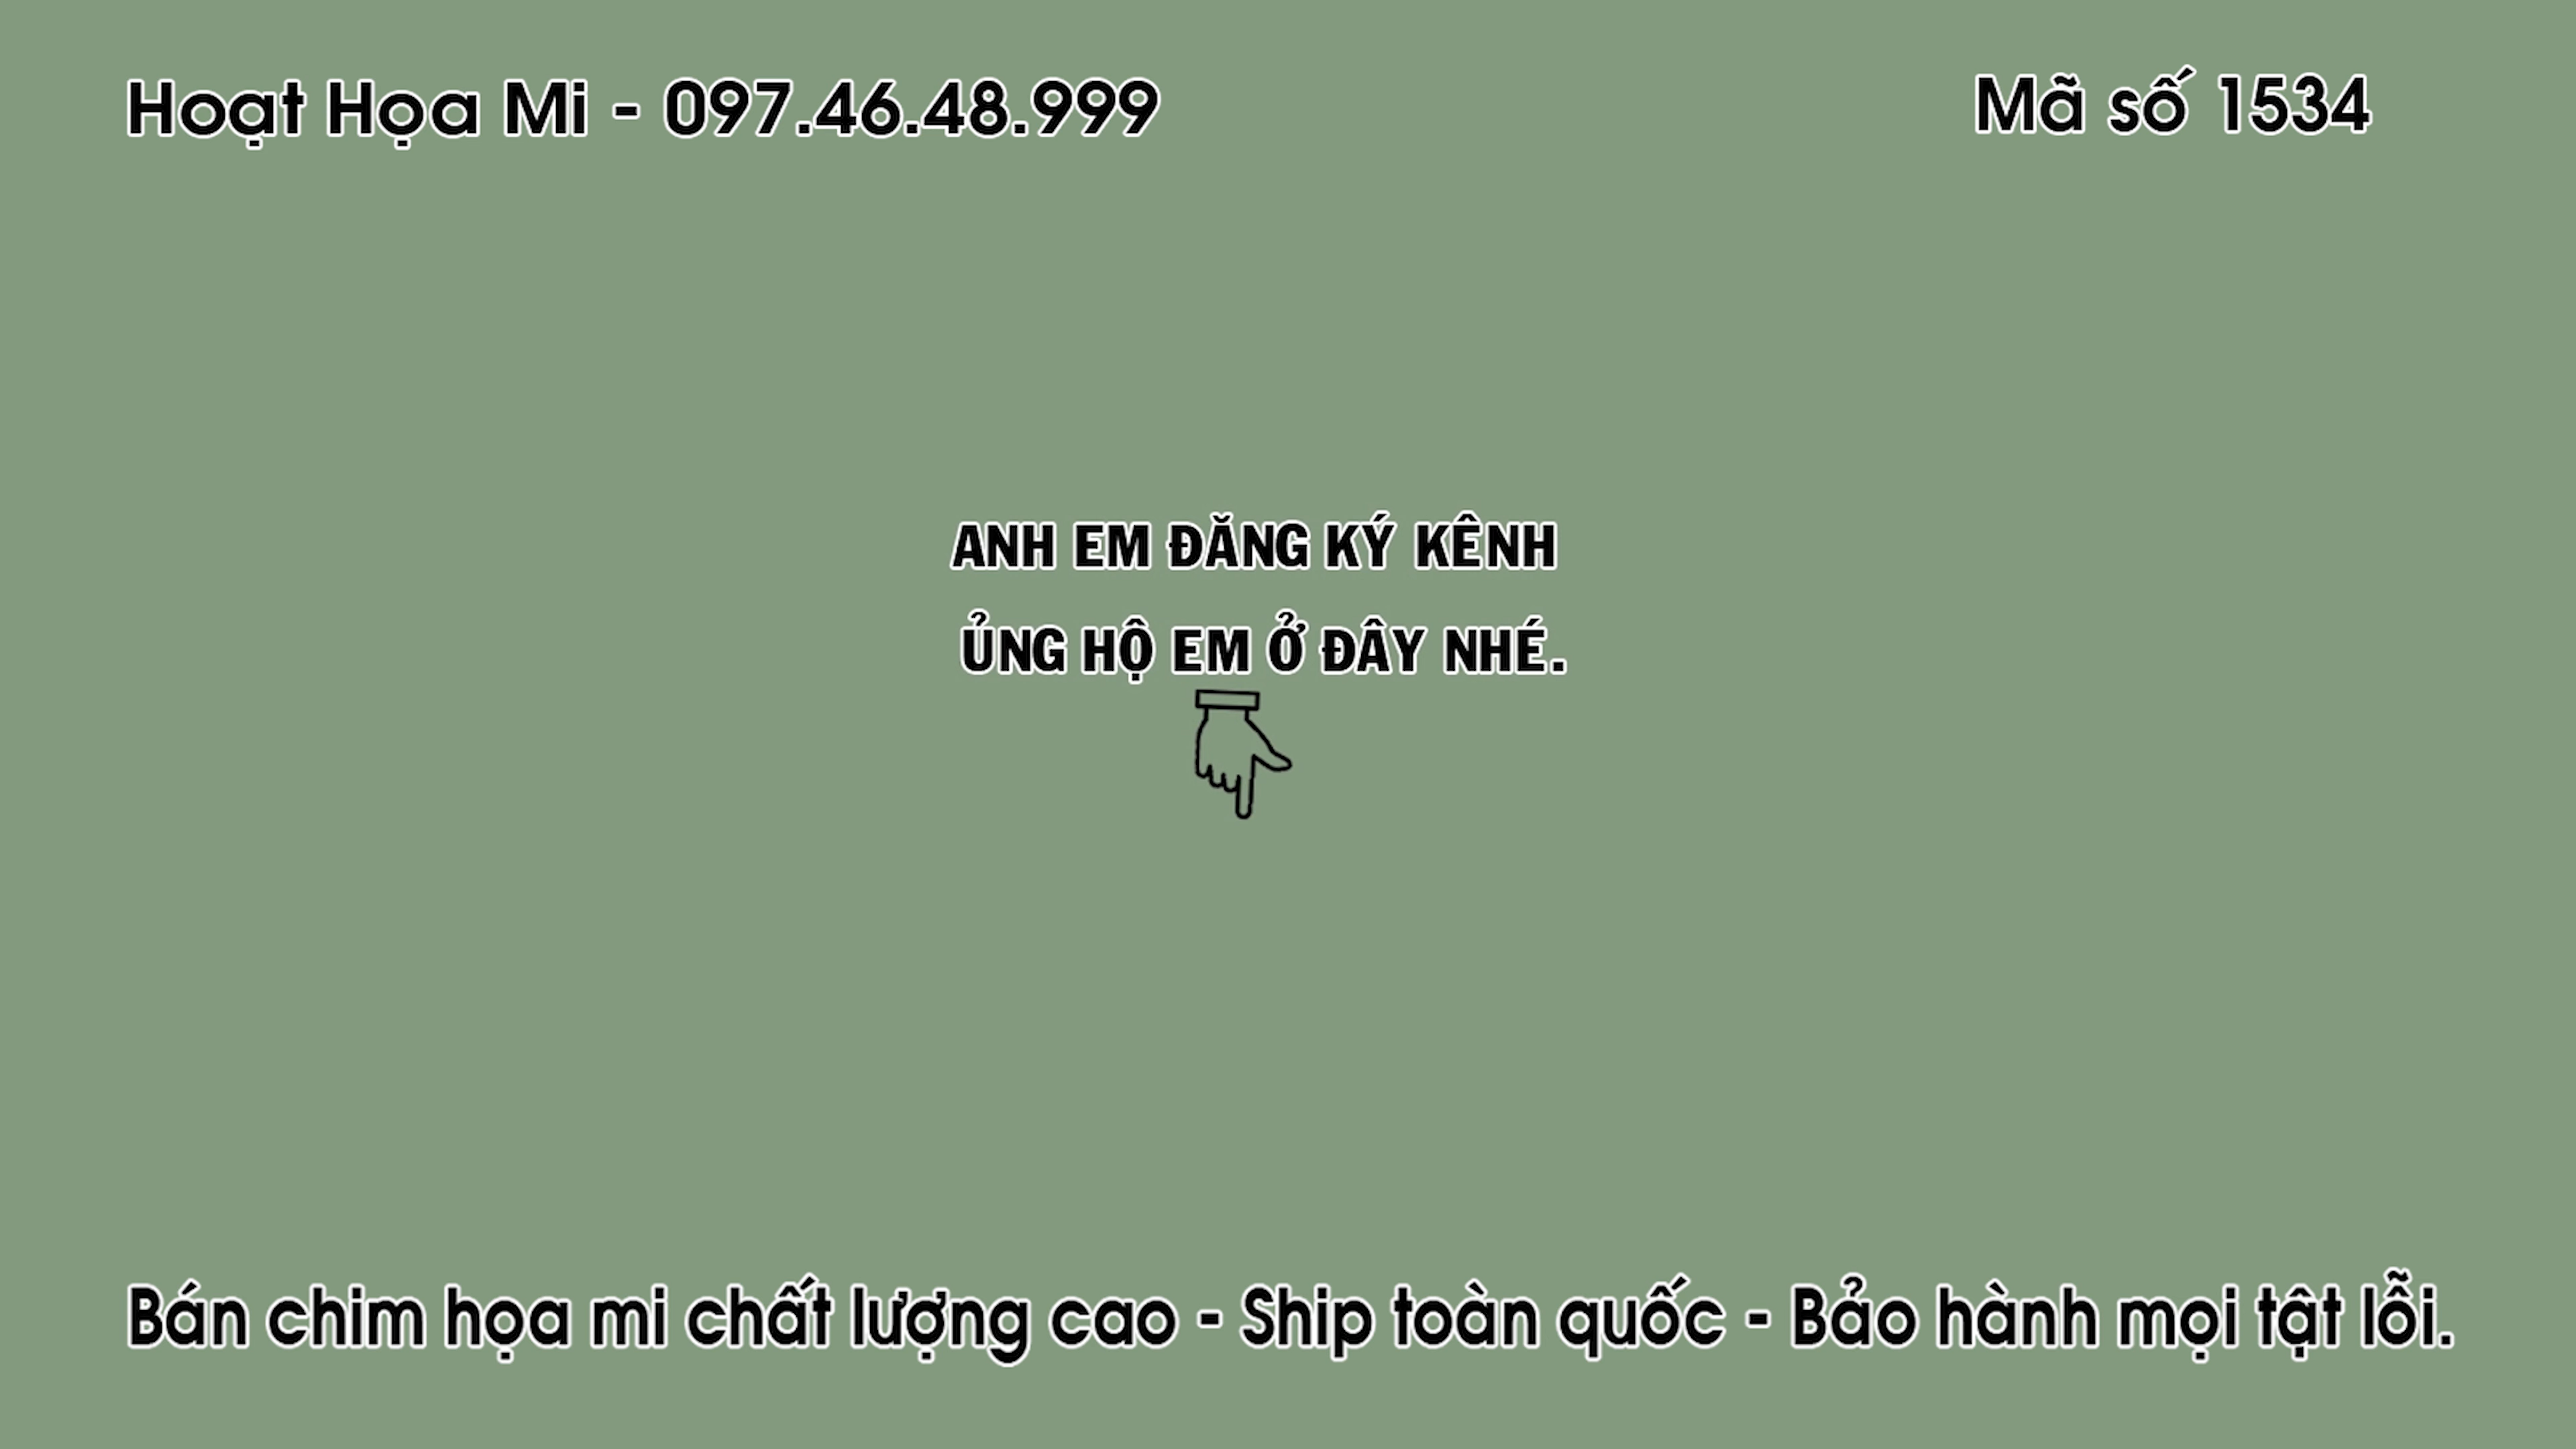 Hoạt Họa Mi - 097.46.48.999
Mã số 1534
ANH EM ĐĂNG KÝ KÊNH
ỦNG HỘ EM Ở ĐÂY NHÉ.
Bán chim họa mi chất lượng cao - Ship toàn quốc - Bảo hành mọi tật lỗi.